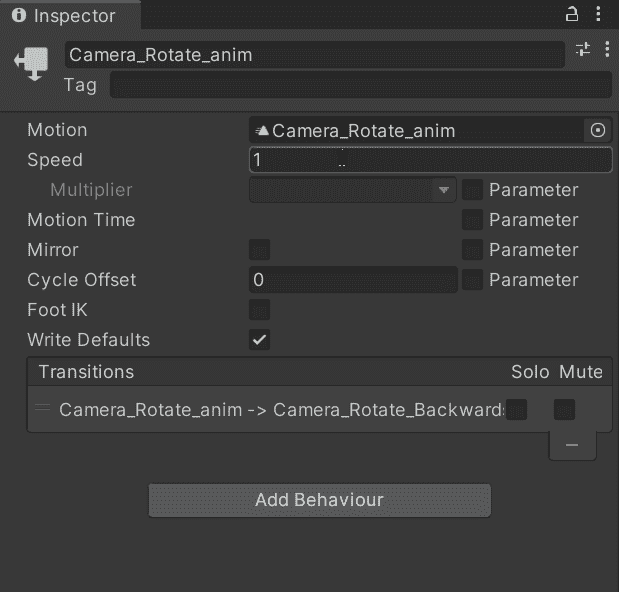 Inspector
Camera_Rotate_anim
Tag
Motion Camera_Rotate_anim
Speed 1
Multiplier Parameter
Motion Time Parameter
Mirror Parameter
Cycle Offset 0 Parameter
Foot IK
Write Defaults
Transitions Solo Mute
Camera_Rotate_anim -> Camera_Rotate_Backwards
Add Behaviour